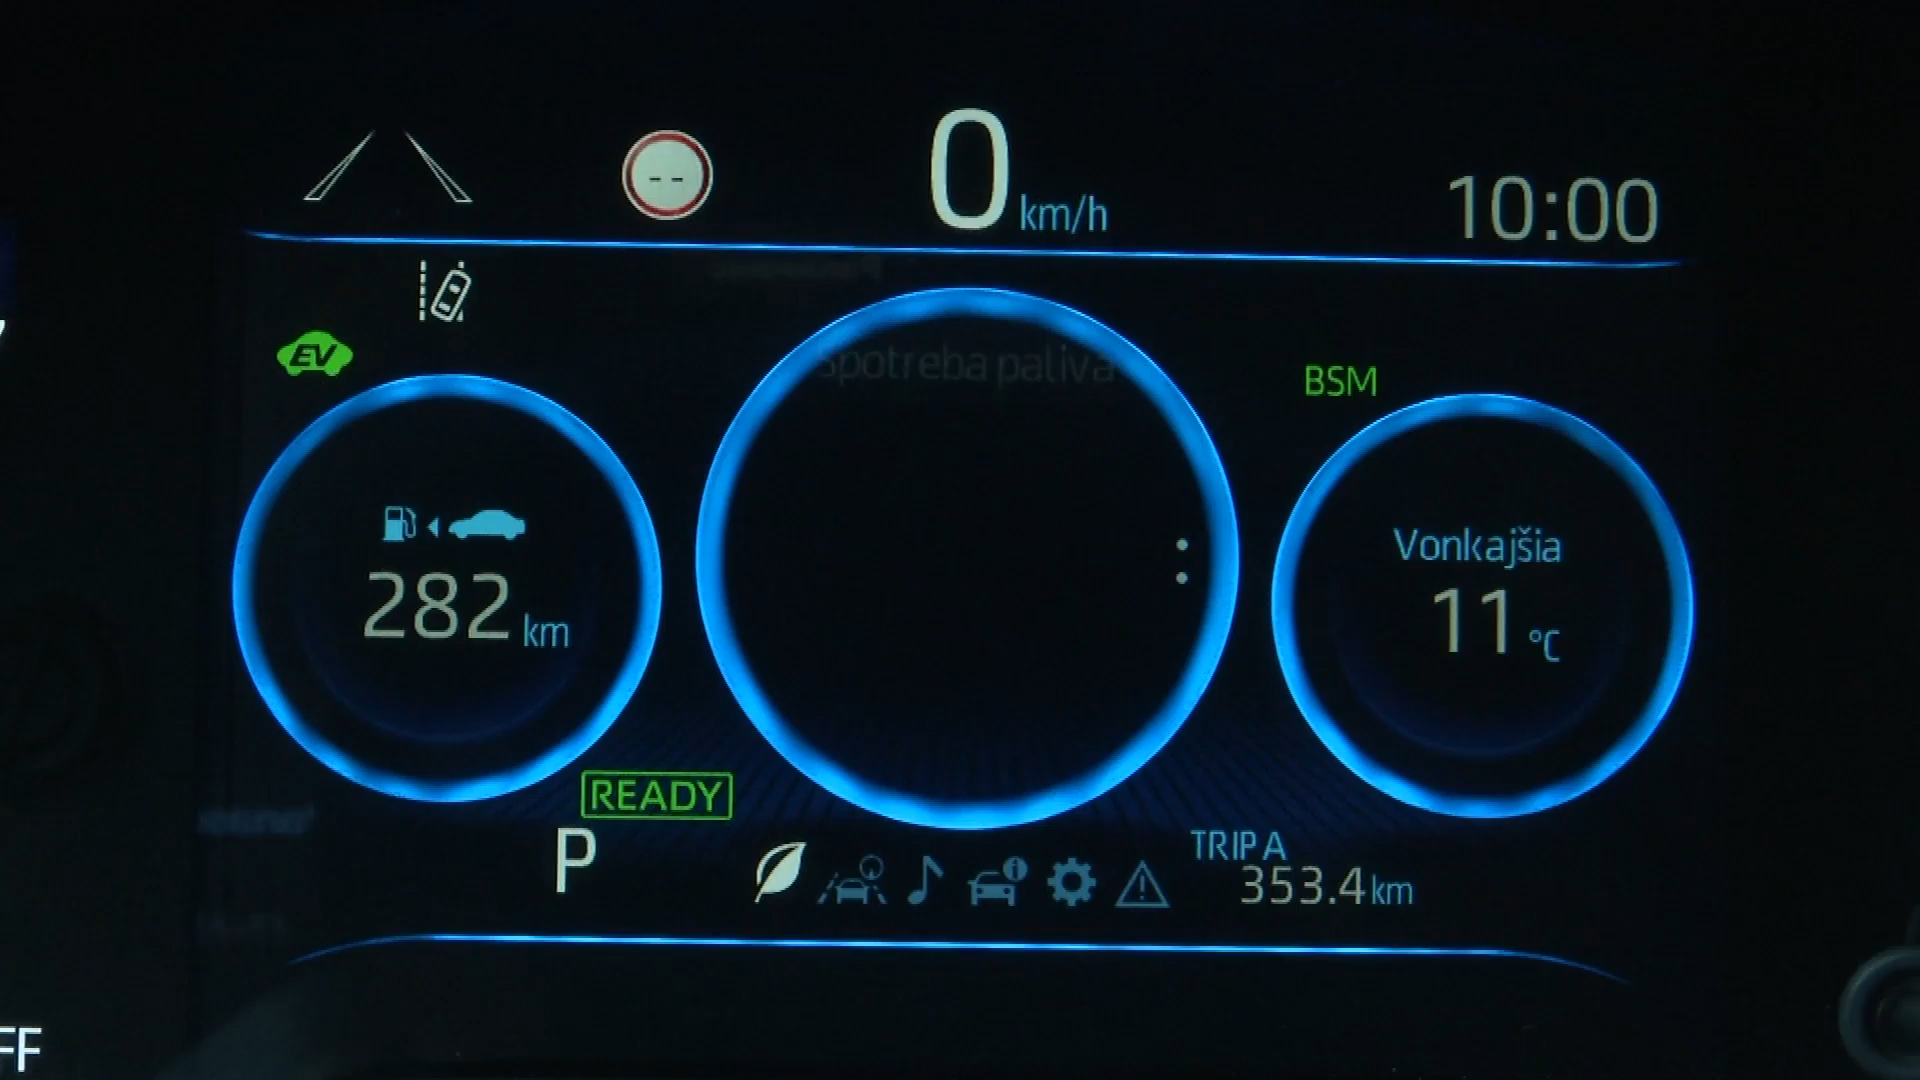 -- 0 km/h 10:00
EV
Spotreba paliva
BSM
282 km
Vonkajšia
11 °C
READY
P
TRIP A
353.4 km
FF